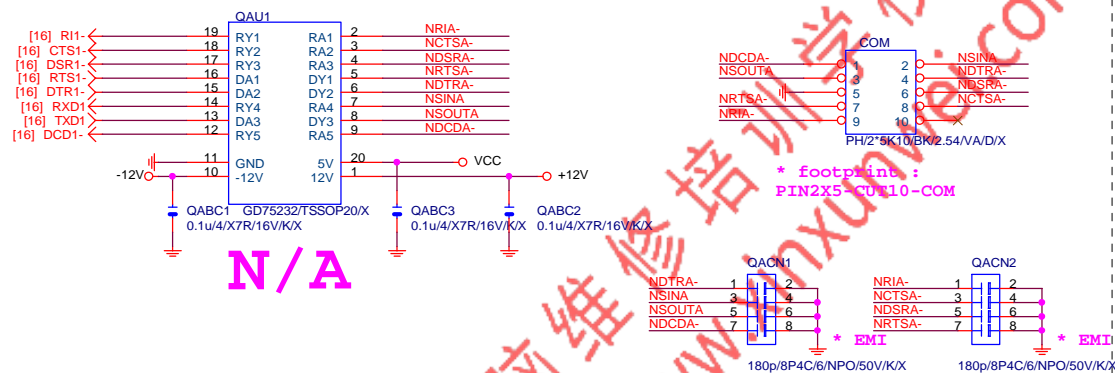 QAU1
[16] RI1- 19 RY1 RA1 2 NRIA-
[16] CTS1- 18 RY2 RA2 3 NCTSA-
[16] DSR1- 17 RY3 RA3 4 NDSRA-
[16] RTS1- 16 DA1 DY1 5 NRTSA-
[16] DTR1- 15 DA2 DY2 6 NDTRA-
[16] RXD1 14 RY4 RA4 7 NSINA
[16] TXD1 13 DA3 DY3 8 NSOUTA
[16] DCD1- 12 RY5 RA5 9 NDCDA-
11 GND 5V 20 VCC
-12V 10 -12V 12V 1 +12V
GD75232/TSSOP20/X
QABC1
0.1u/4/X7R/16V/K/X
QABC3
0.1u/4/X7R/16V/K/X
QABC2
0.1u/4/X7R/16V/K/X
N/A
COM
NDCDA- 1 2 NSINA
NSOUTA 3 4 NDTRA-
5 6 NDSRA-
NRTSA- 7 8 NCTSA-
NRIA- 9 10
PH/2*5K10/BK/2.54/VA/D/X
* footprint :
PIN2X5-CUT10-COM
QACN1
NDTRA- 1 2
NSINA 3 4
NSOUTA 5 6
NDCDA- 7 8
* EMI
180p/8P4C/6/NPO/50V/K/X
QACN2
NRIA- 1 2
NCTSA- 3 4
NDSRA- 5 6
NRTSA- 7 8
* EMI
180p/8P4C/6/NPO/50V/K/X
维修培训学
www.xinxunwei.co